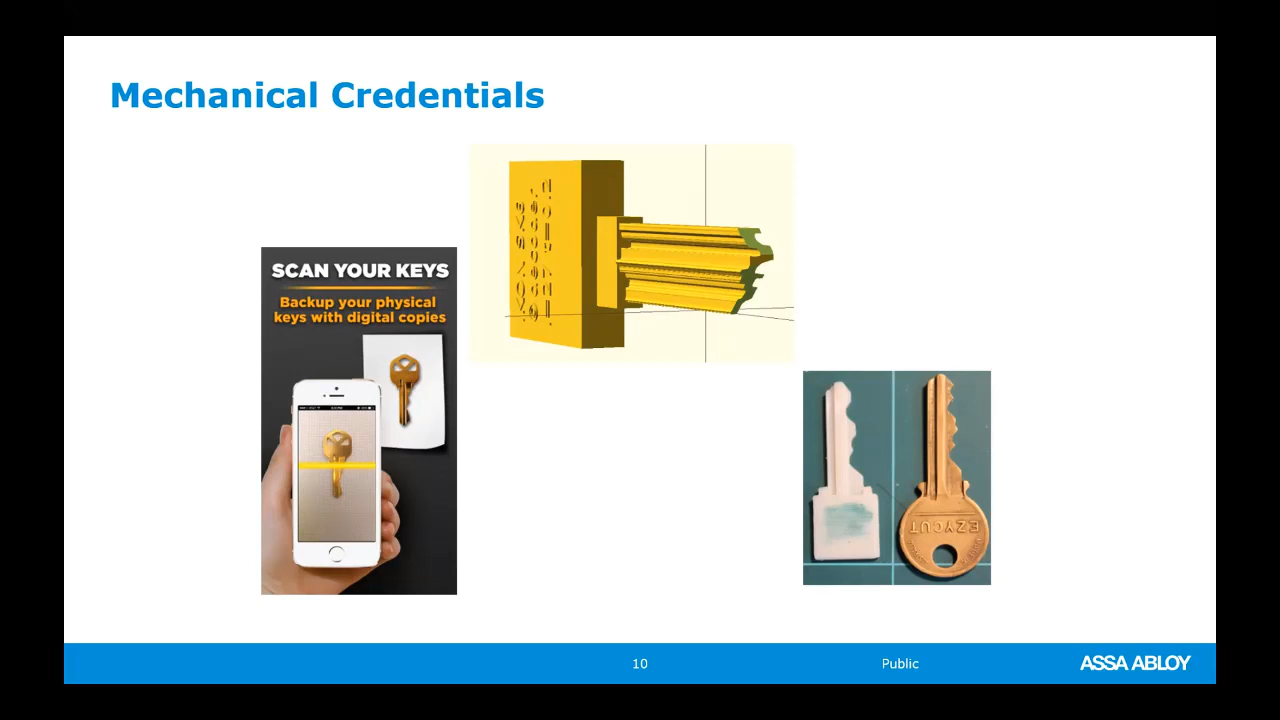 Mechanical Credentials
SCAN YOUR KEYS
Backup your physical
keys with digital copies
EZYCUT
10
Public
ASSA ABLOY